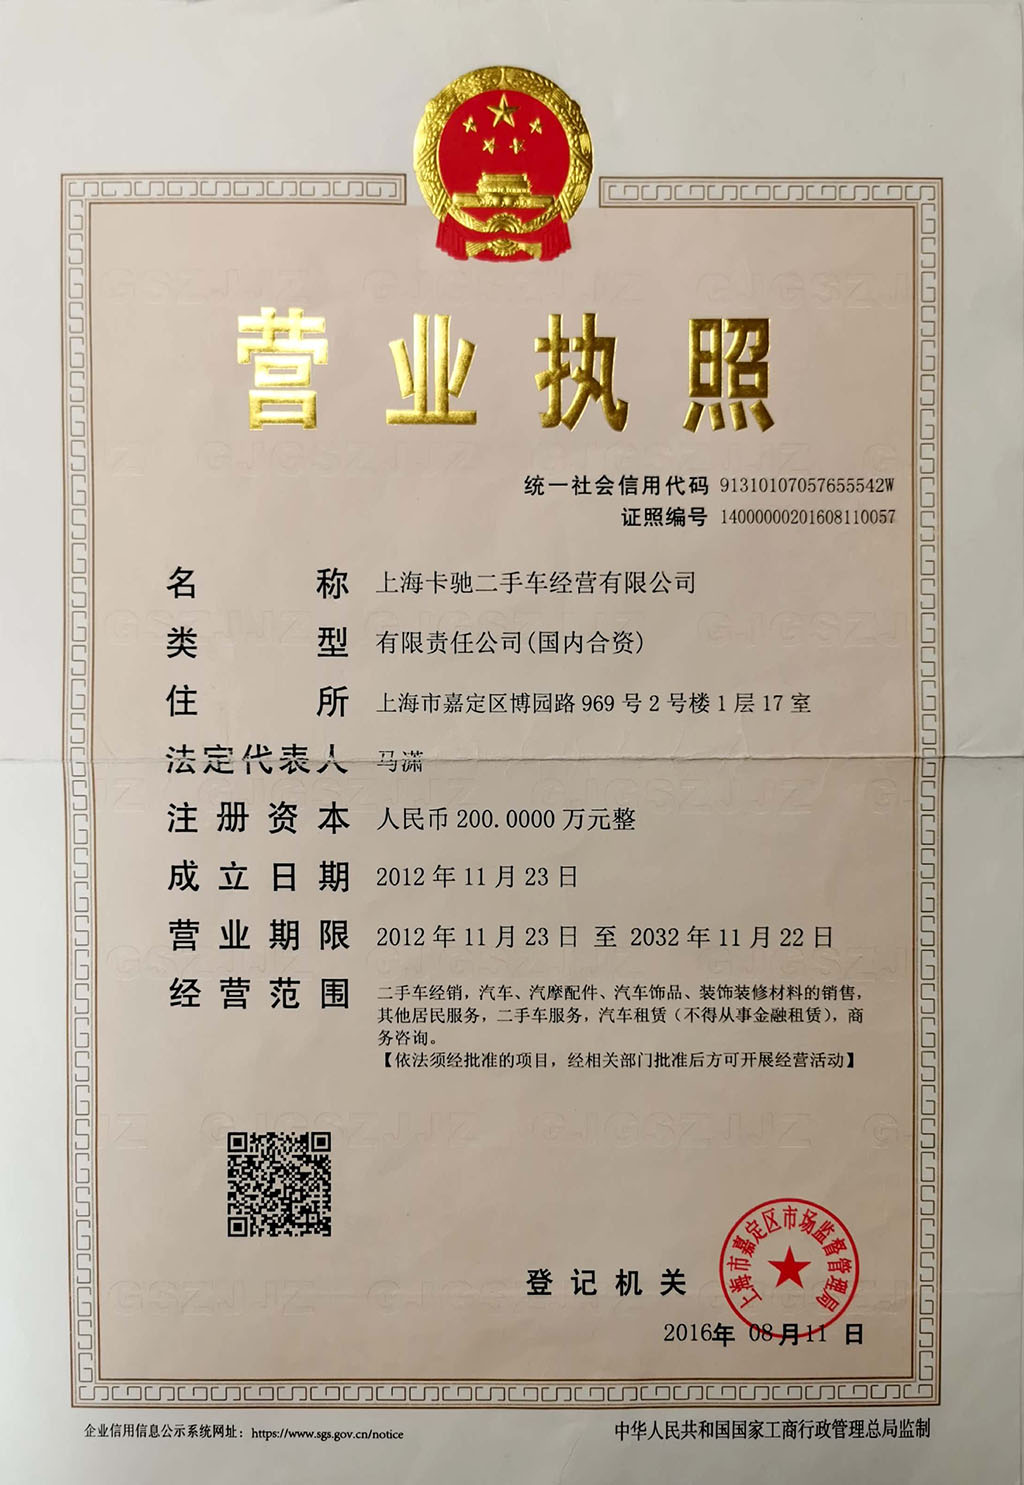 营业执照
统一社会信用代码 91310107057655542W
证照编号 14000000201608110057
名称 上海卡驰二手车经营有限公司
类型 有限责任公司(国内合资)
住所 上海市嘉定区博园路969号2号楼1层17室
法定代表人 马潇
注册资本 人民币200.0000万元整
成立日期 2012年11月23日
营业期限 2012年11月23日 至 2032年11月22日
经营范围 二手车经销，汽车、汽摩配件、汽车饰品、装饰装修材料的销售，
其他居民服务，二手车服务，汽车租赁（不得从事金融租赁），商
务咨询。
【依法须经批准的项目，经相关部门批准后方可开展经营活动】
上海市嘉定区市场监督管理局
登记机关
2016年08月11日
企业信用信息公示系统网址：https://www.sgs.gov.cn/notice
中华人民共和国国家工商行政管理总局监制